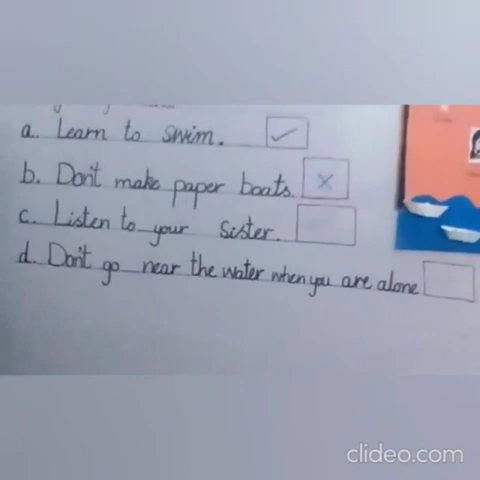 a. Learn to swim. ✓
b. Don't make paper boats. ×
c. Listen to your sister.
d. Don't go near the water when you are alone
clideo.com